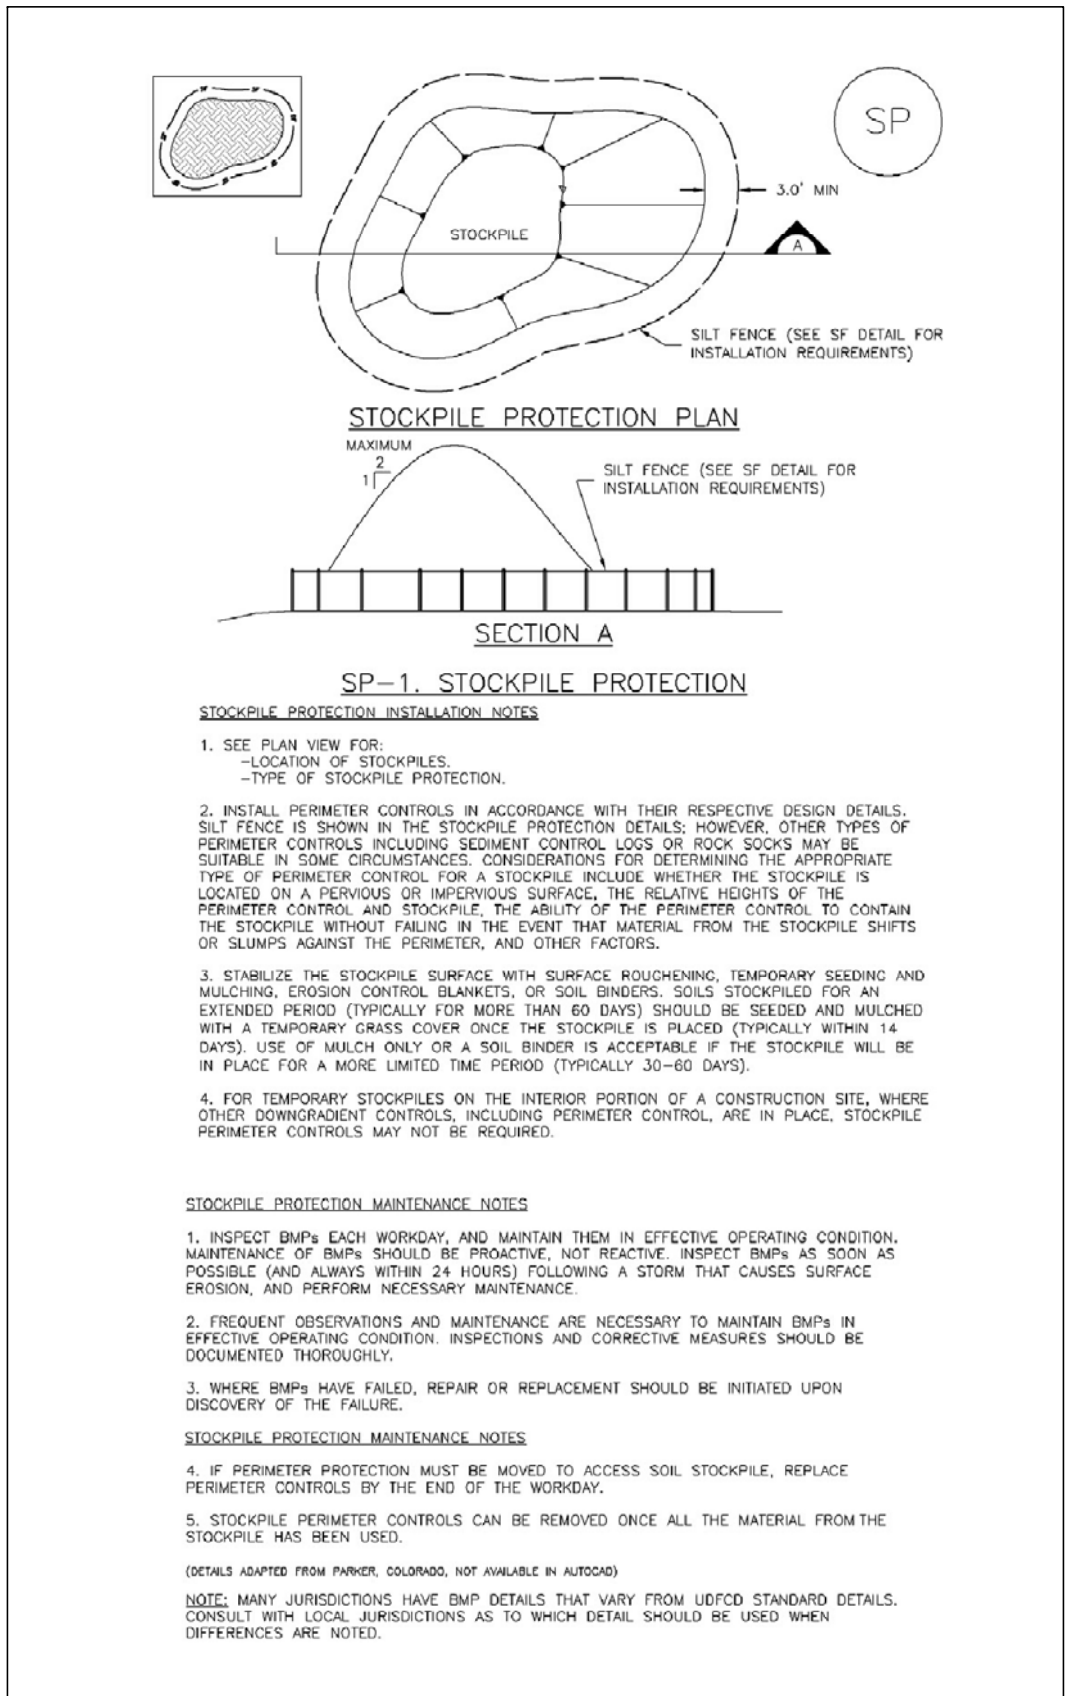 SP
3.0' MIN
STOCKPILE
A
SILT FENCE (SEE SF DETAIL FOR
INSTALLATION REQUIREMENTS)
STOCKPILE PROTECTION PLAN
MAXIMUM
2
1
SILT FENCE (SEE SF DETAIL FOR
INSTALLATION REQUIREMENTS)
SECTION A
SP-1. STOCKPILE PROTECTION
STOCKPILE PROTECTION INSTALLATION NOTES
1. SEE PLAN VIEW FOR:
-LOCATION OF STOCKPILES.
-TYPE OF STOCKPILE PROTECTION.
2. INSTALL PERIMETER CONTROLS IN ACCORDANCE WITH THEIR RESPECTIVE DESIGN DETAILS.
SILT FENCE IS SHOWN IN THE STOCKPILE PROTECTION DETAILS; HOWEVER, OTHER TYPES OF
PERIMETER CONTROLS INCLUDING SEDIMENT CONTROL LOGS OR ROCK SOCKS MAY BE
SUITABLE IN SOME CIRCUMSTANCES. CONSIDERATIONS FOR DETERMINING THE APPROPRIATE
TYPE OF PERIMETER CONTROL FOR A STOCKPILE INCLUDE WHETHER THE STOCKPILE IS
LOCATED ON A PERVIOUS OR IMPERVIOUS SURFACE, THE RELATIVE HEIGHTS OF THE
PERIMETER CONTROL AND STOCKPILE, THE ABILITY OF THE PERIMETER CONTROL TO CONTAIN
THE STOCKPILE WITHOUT FAILING IN THE EVENT THAT MATERIAL FROM THE STOCKPILE SHIFTS
OR SLUMPS AGAINST THE PERIMETER, AND OTHER FACTORS.
3. STABILIZE THE STOCKPILE SURFACE WITH SURFACE ROUGHENING, TEMPORARY SEEDING AND
MULCHING, EROSION CONTROL BLANKETS, OR SOIL BINDERS. SOILS STOCKPILED FOR AN
EXTENDED PERIOD (TYPICALLY FOR MORE THAN 60 DAYS) SHOULD BE SEEDED AND MULCHED
WITH A TEMPORARY GRASS COVER ONCE THE STOCKPILE IS PLACED (TYPICALLY WITHIN 14
DAYS). USE OF MULCH ONLY OR A SOIL BINDER IS ACCEPTABLE IF THE STOCKPILE WILL BE
IN PLACE FOR A MORE LIMITED TIME PERIOD (TYPICALLY 30-60 DAYS).
4. FOR TEMPORARY STOCKPILES ON THE INTERIOR PORTION OF A CONSTRUCTION SITE, WHERE
OTHER DOWNGRADIENT CONTROLS, INCLUDING PERIMETER CONTROL, ARE IN PLACE, STOCKPILE
PERIMETER CONTROLS MAY NOT BE REQUIRED.
STOCKPILE PROTECTION MAINTENANCE NOTES
1. INSPECT BMPs EACH WORKDAY, AND MAINTAIN THEM IN EFFECTIVE OPERATING CONDITION.
MAINTENANCE OF BMPs SHOULD BE PROACTIVE, NOT REACTIVE. INSPECT BMPs AS SOON AS
POSSIBLE (AND ALWAYS WITHIN 24 HOURS) FOLLOWING A STORM THAT CAUSES SURFACE
EROSION, AND PERFORM NECESSARY MAINTENANCE.
2. FREQUENT OBSERVATIONS AND MAINTENANCE ARE NECESSARY TO MAINTAIN BMPs IN
EFFECTIVE OPERATING CONDITION. INSPECTIONS AND CORRECTIVE MEASURES SHOULD BE
DOCUMENTED THOROUGHLY.
3. WHERE BMPs HAVE FAILED, REPAIR OR REPLACEMENT SHOULD BE INITIATED UPON
DISCOVERY OF THE FAILURE.
STOCKPILE PROTECTION MAINTENANCE NOTES
4. IF PERIMETER PROTECTION MUST BE MOVED TO ACCESS SOIL STOCKPILE, REPLACE
PERIMETER CONTROLS BY THE END OF THE WORKDAY.
5. STOCKPILE PERIMETER CONTROLS CAN BE REMOVED ONCE ALL THE MATERIAL FROM THE
STOCKPILE HAS BEEN USED.
(DETAILS ADAPTED FROM PARKER, COLORADO, NOT AVAILABLE IN AUTOCAD)
NOTE: MANY JURISDICTIONS HAVE BMP DETAILS THAT VARY FROM UDFCD STANDARD DETAILS.
CONSULT WITH LOCAL JURISDICTIONS AS TO WHICH DETAIL SHOULD BE USED WHEN
DIFFERENCES ARE NOTED.